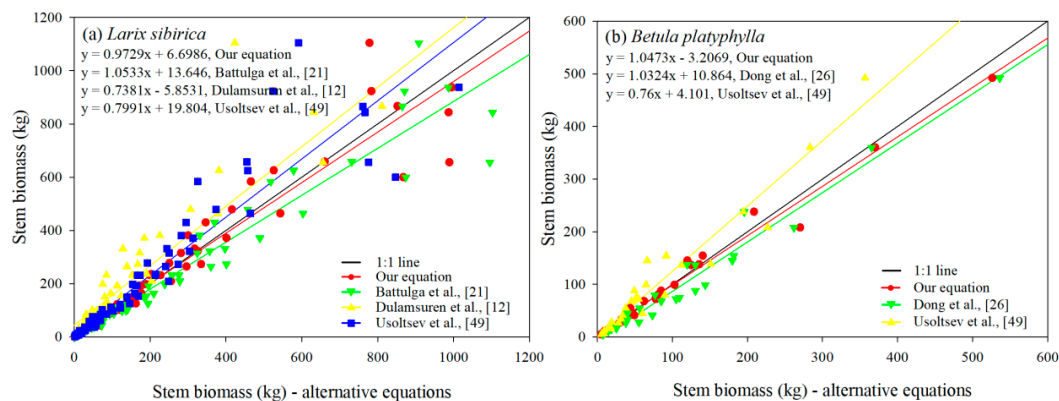 (a) Larix sibirica
y = 0.9729x + 6.6986, Our equation
y = 1.0533x + 13.646, Battulga et al., [21]
y = 0.7381x - 5.8531, Dulamsuren et al., [12]
y = 0.7991x + 19.804, Usoltsev et al., [49]
Stem biomass (kg)
1200
1000
800
600
400
200
0
1:1 line
Our equation
Battulga et al., [21]
Dulamsuren et al., [12]
Usoltsev et al., [49]
0 200 400 600 800 1000 1200
Stem biomass (kg) - alternative equations
(b) Betula platyphylla
y = 1.0473x - 3.2069, Our equation
y = 1.0324x + 10.864, Dong et al., [26]
y = 0.76x + 4.101, Usoltsev et al., [49]
Stem biomass (kg)
600
500
400
300
200
100
0
1:1 line
Our equation
Dong et al., [26]
Usoltsev et al., [49]
0 100 200 300 400 500 600
Stem biomass (kg) - alternative equations